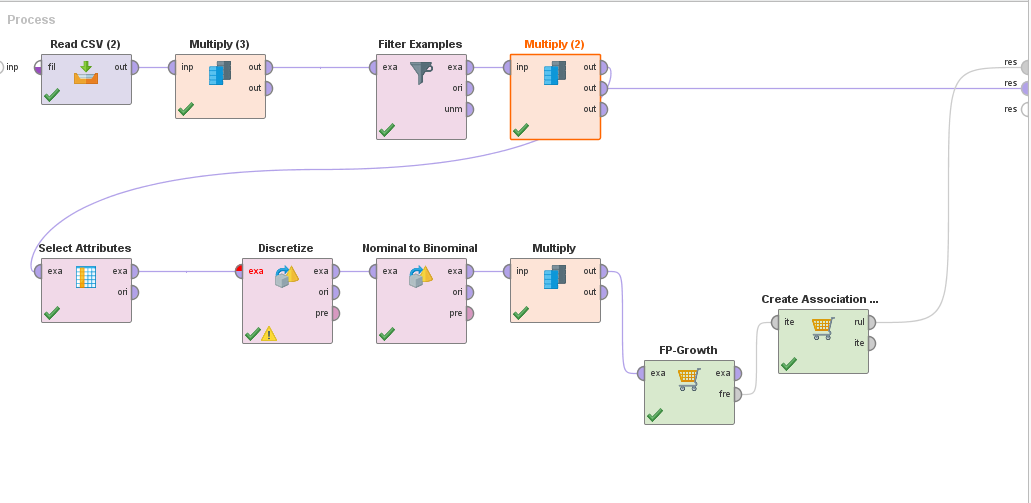 Process
Read CSV (2)
Multiply (3)
Filter Examples
Multiply (2)
inp
fil
out
inp
out
out
exa
exa
ori
unm
inp
out
out
out
res
res
res
Select Attributes
Discretize
Nominal to Binominal
Multiply
exa
exa
ori
exa
exa
ori
pre
exa
exa
ori
pre
inp
out
out
Create Association ...
ite
rul
ite
FP-Growth
exa
exa
fre